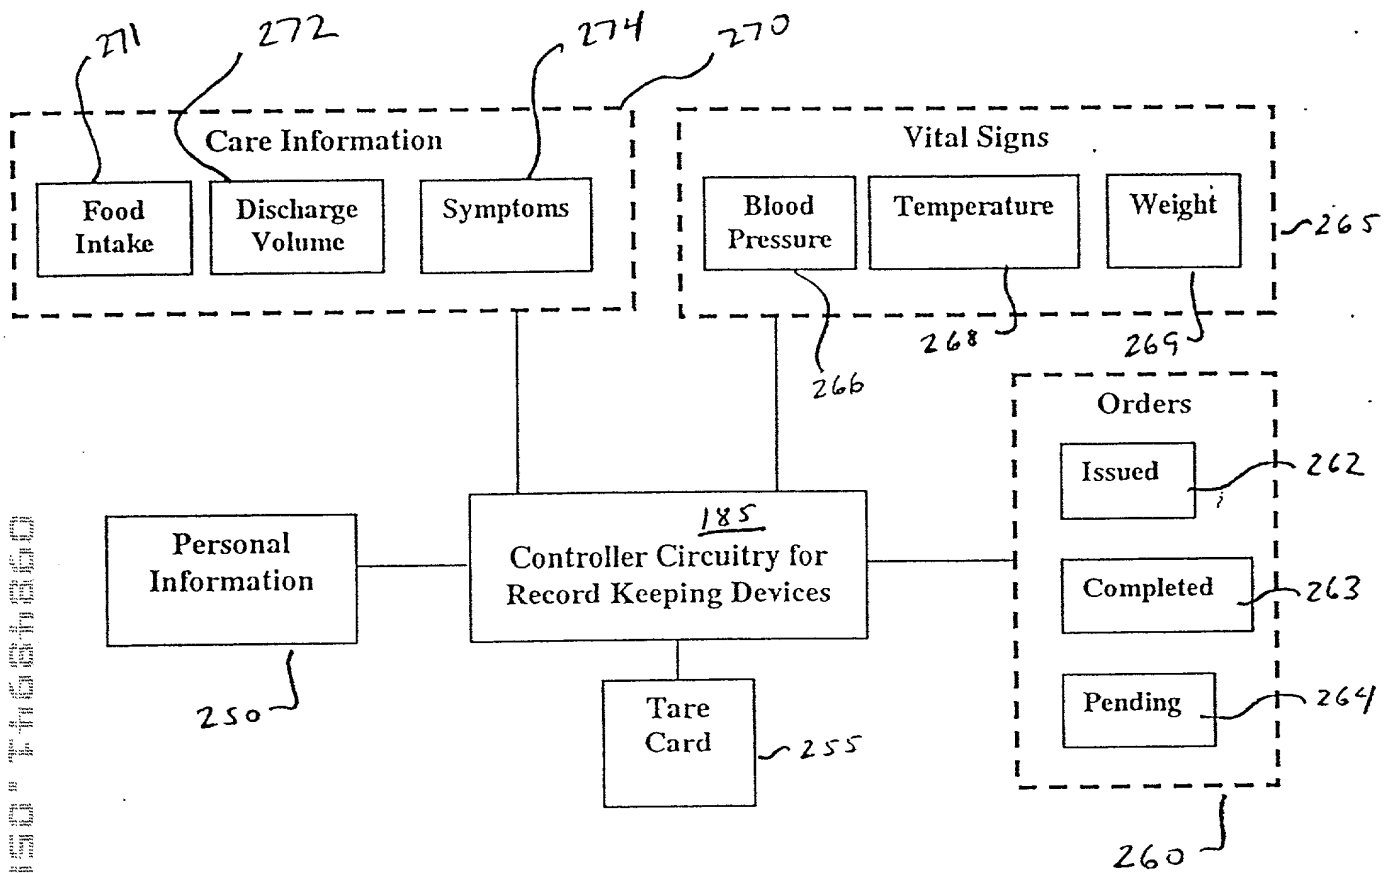 271
272
274
270
Care Information
Vital Signs
Food
Intake
Discharge
Volume
Symptoms
Blood
Pressure
Temperature
Weight
265
268
269
266
Orders
Issued
262
185
Personal
Information
Controller Circuitry for
Record Keeping Devices
Completed
263
Tare
Card
Pending
264
250
255
260